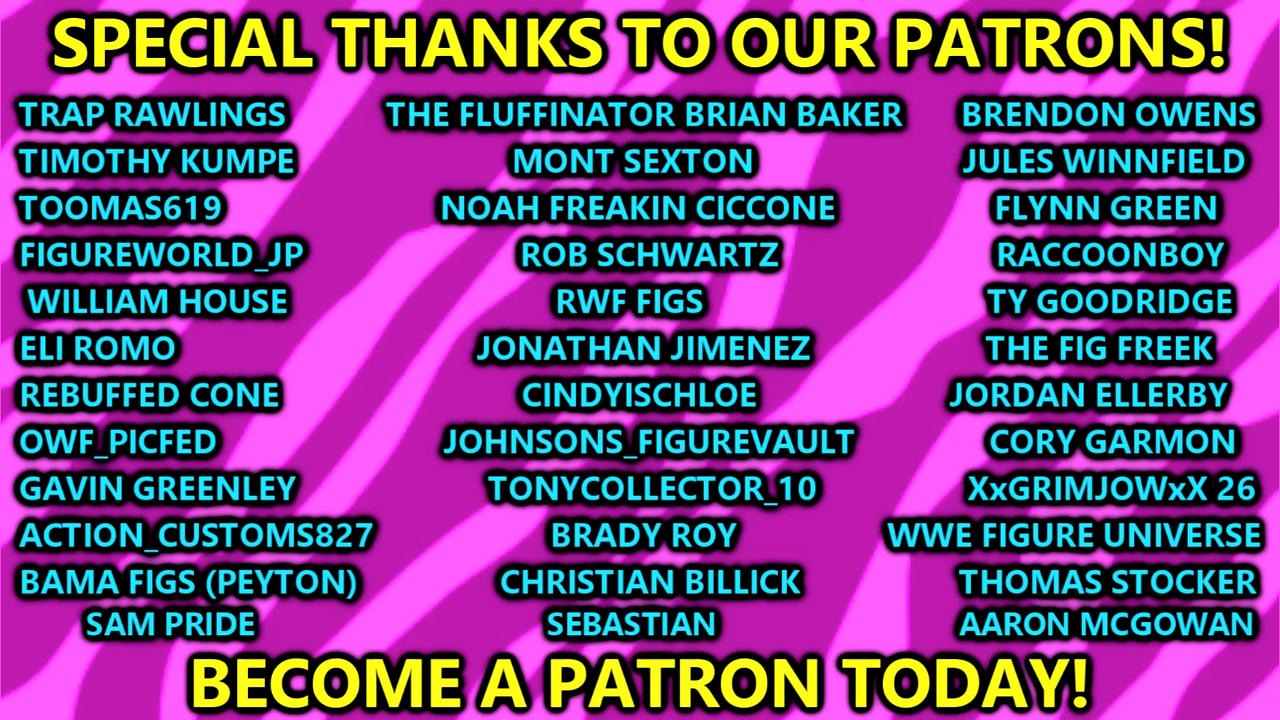 SPECIAL THANKS TO OUR PATRONS!
TRAP RAWLINGS THE FLUFFINATOR BRIAN BAKER BRENDON OWENS
TIMOTHY KUMPE MONT SEXTON JULES WINNFIELD
TOOMAS619 NOAH FREAKIN CICCONE FLYNN GREEN
FIGUREWORLD_JP ROB SCHWARTZ RACCOONBOY
WILLIAM HOUSE RWF FIGS TY GOODRIDGE
ELI ROMO JONATHAN JIMENEZ THE FIG FREEK
REBUFFED CONE CINDYISCHLOE JORDAN ELLERBY
OWF_PICFED JOHNSONS_FIGUREVAULT CORY GARMON
GAVIN GREENLEY TONYCOLLECTOR_10 XxGRIMJOWxX 26
ACTION_CUSTOMS827 BRADY ROY WWE FIGURE UNIVERSE
BAMA FIGS (PEYTON) CHRISTIAN BILLICK THOMAS STOCKER
SAM PRIDE SEBASTIAN AARON MCGOWAN
BECOME A PATRON TODAY!